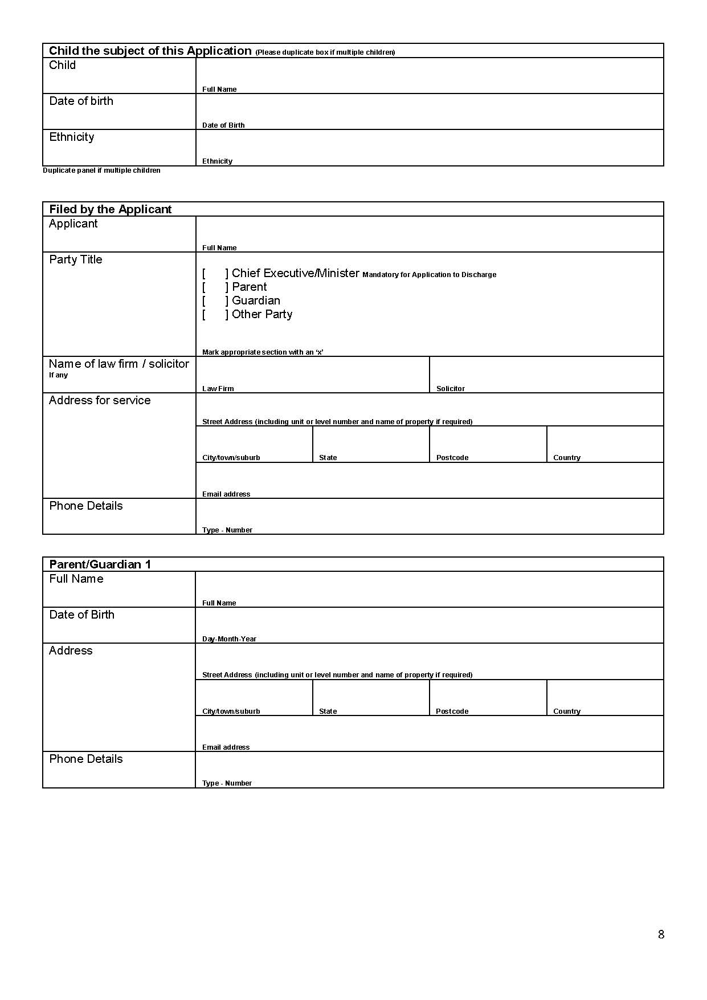 Child the subject of this Application (Please duplicate box if multiple children)
Child
Full Name
Date of birth
Date of Birth
Ethnicity
Ethnicity
Duplicate panel if multiple children
Filed by the Applicant
Applicant
Full Name
Party Title
[ ] Chief Executive/Minister Mandatory for Application to Discharge
[ ] Parent
[ ] Guardian
[ ] Other Party
Mark appropriate section with an ‘x’
Name of law firm / solicitor
If any
Law Firm Solicitor
Address for service
Street Address (including unit or level number and name of property if required)
City/town/suburb State Postcode Country
Email address
Phone Details
Type - Number
Parent/Guardian 1
Full Name
Full Name
Date of Birth
Day-Month-Year
Address
Street Address (including unit or level number and name of property if required)
City/town/suburb State Postcode Country
Email address
Phone Details
Type - Number
8